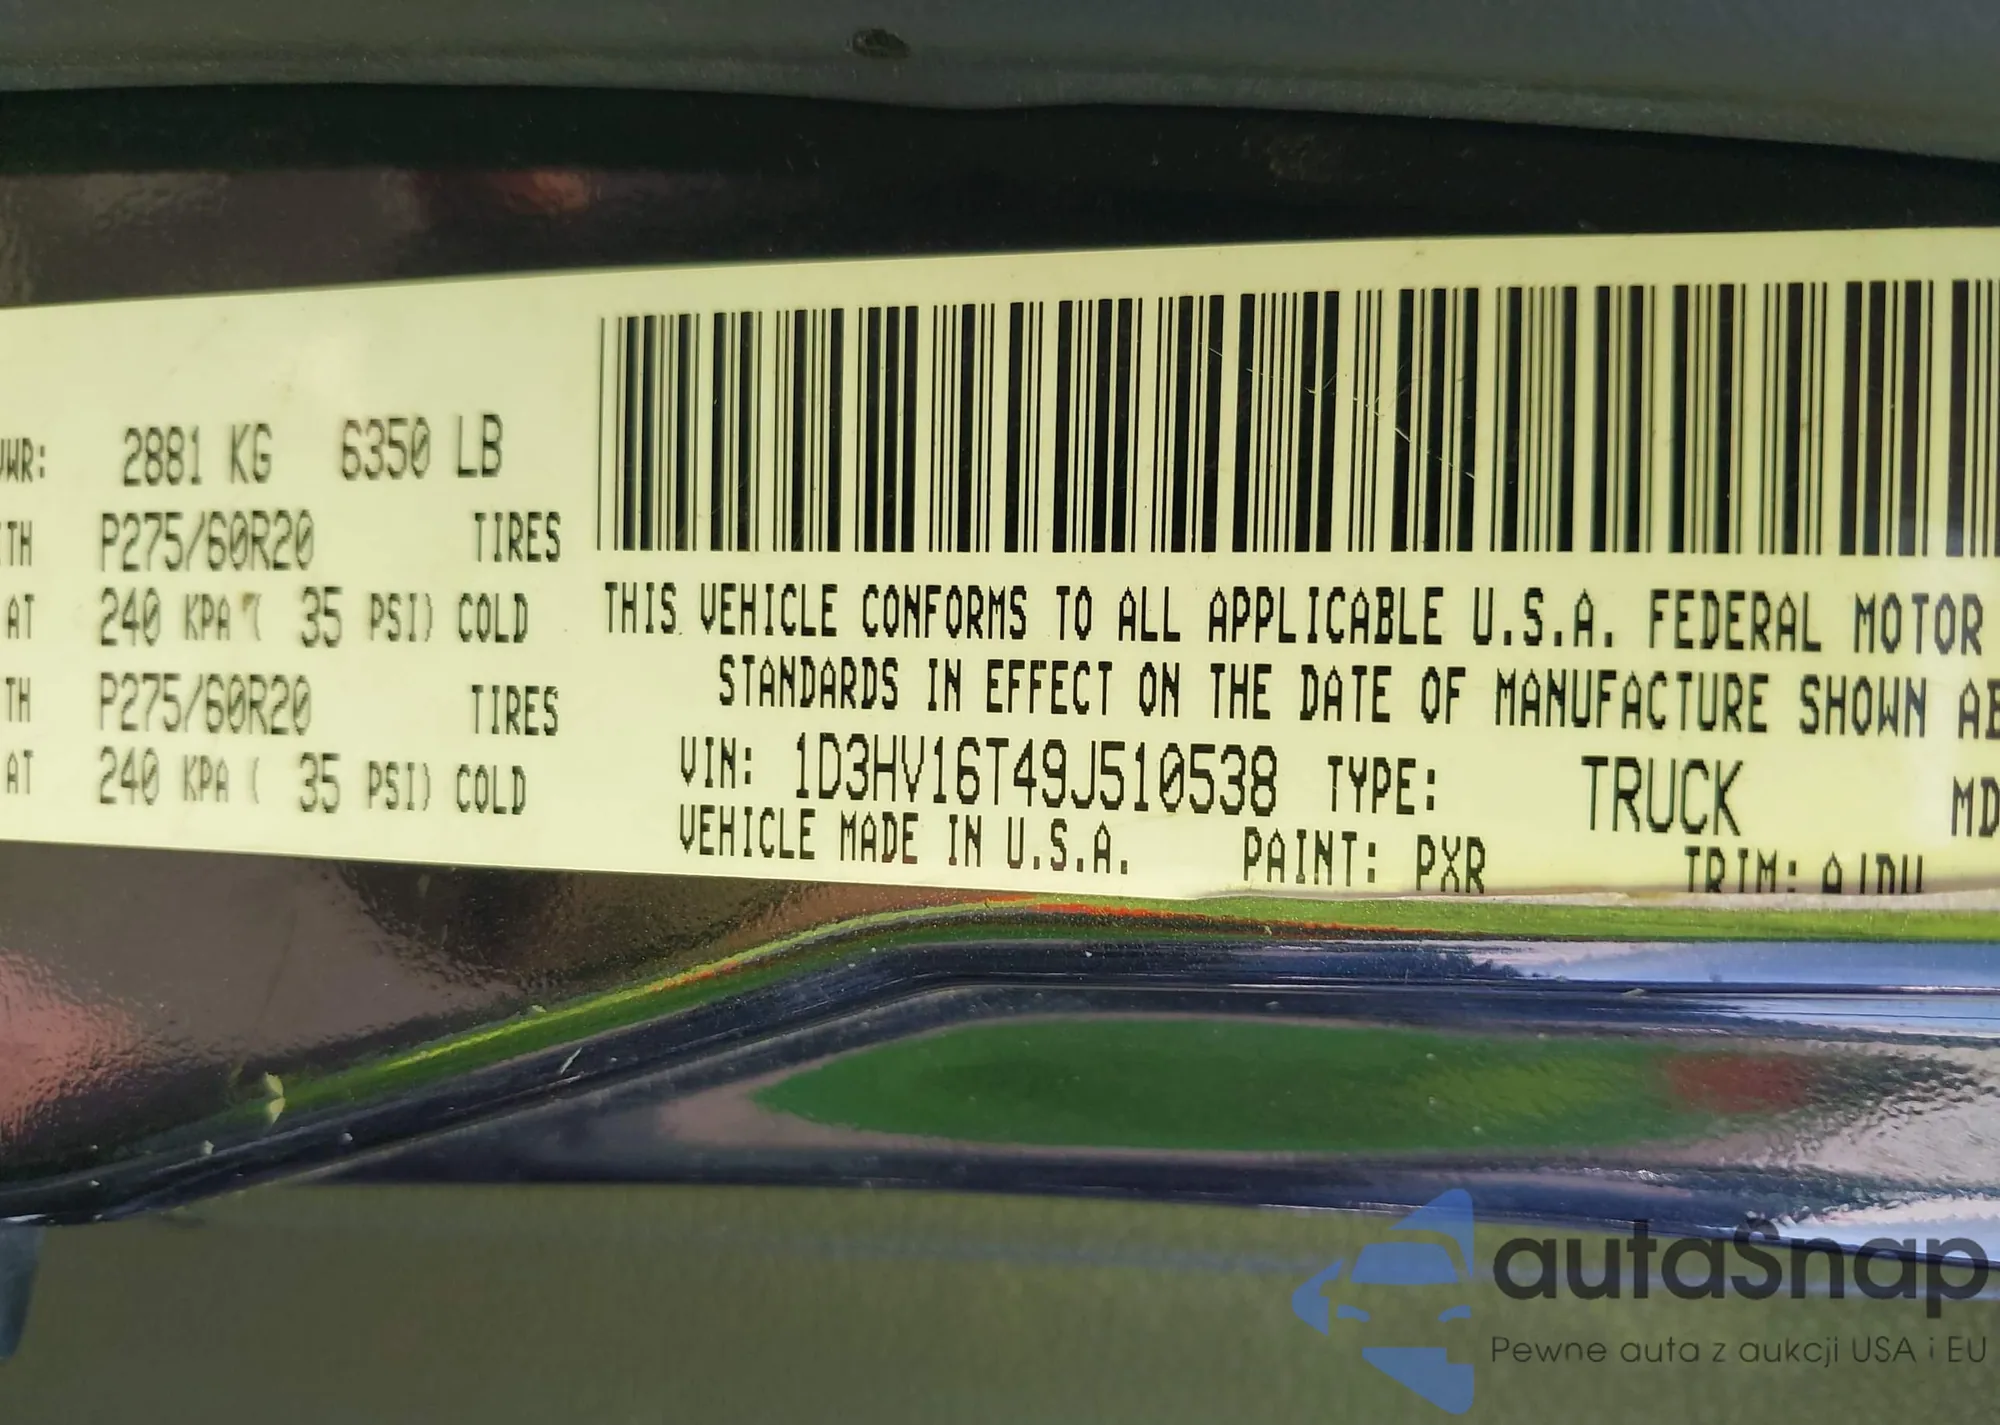 WR: 2881 KG 6350 LB
TH P275/60R20 TIRES
AT 240 KPA ( 35 PSI) COLD
TH P275/60R20 TIRES
AT 240 KPA ( 35 PSI) COLD
THIS VEHICLE CONFORMS TO ALL APPLICABLE U.S.A. FEDERAL MOTOR
STANDARDS IN EFFECT ON THE DATE OF MANUFACTURE SHOWN AB
VIN: 1D3HV16T49J510538 TYPE: TRUCK MD
VEHICLE MADE IN U.S.A. PAINT: PXR TRIM:
autaSnap
Pewne auta z aukcji USA i EU